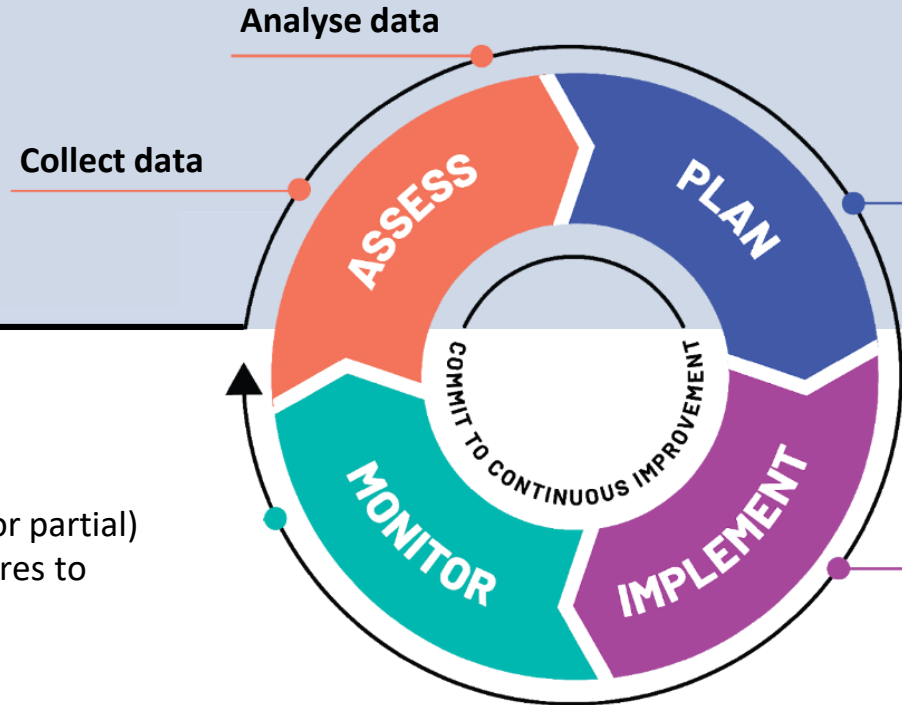 Analyse data
Collect data
ASSESS
PLAN
COMMIT TO CONTINUOUS IMPROVEMENT
MONITOR
IMPLEMENT
or partial)
res to